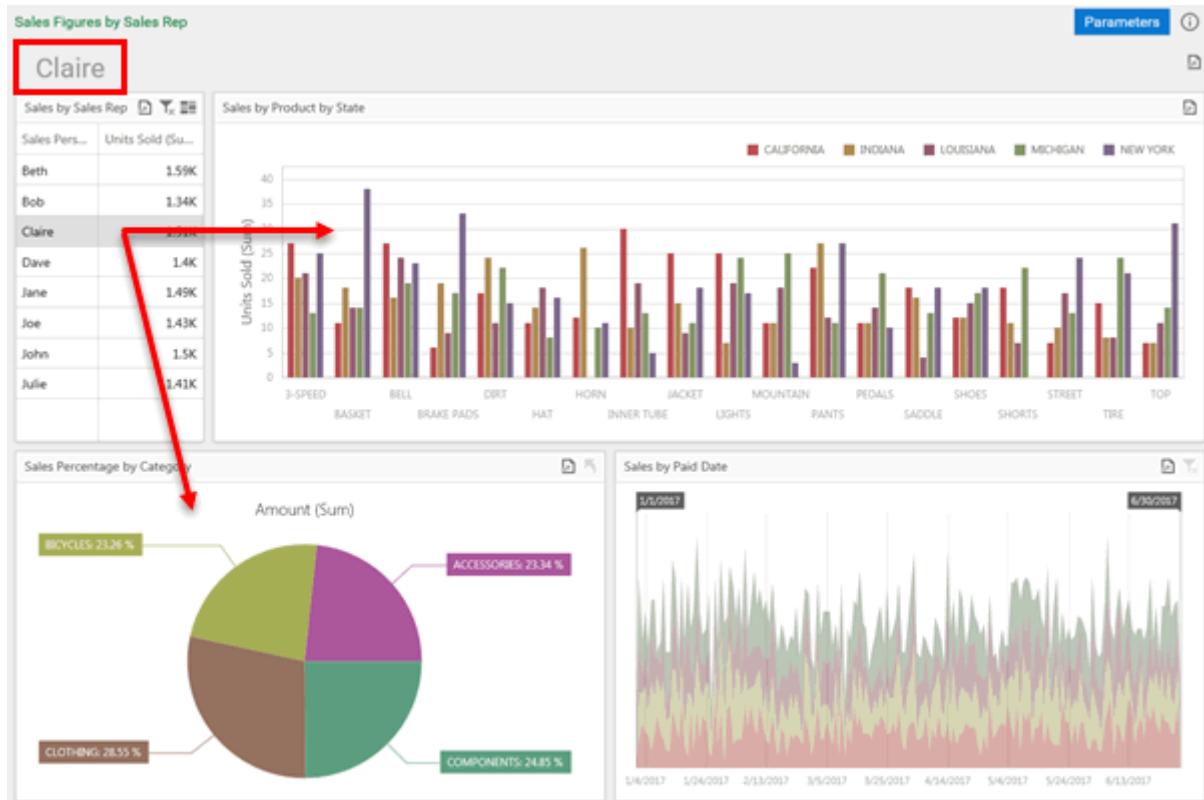 Sales Figures by Sales Rep
Parameters
Claire
Sales by Sales Rep
Sales Pers... Units Sold (Su...
Beth 1.59K
Bob 1.34K
Claire
Dave 1.4K
Jane 1.49K
Joe 1.43K
John 1.5K
Julie 1.41K
Sales by Product by State
CALIFORNIA INDIANA LOUISIANA MICHIGAN NEW YORK
Units Sold (Sum)
40
35
25
20
15
10
5
0
3-SPEED BELL DIRT HORN JACKET MOUNTAIN PEDALS SHOES STREET TOP
BASKET BRAKE PADS HAT INNER TUBE LIGHTS PANTS SADDLE SHORTS TIRE
Sales Percentage by Category
Amount (Sum)
BICYCLES: 23.26 %
ACCESSORIES: 23.34 %
CLOTHING: 28.55 %
COMPONENTS: 24.85 %
Sales by Paid Date
1/1/2017 6/30/2017
1/4/2017 1/24/2017 2/13/2017 3/5/2017 3/25/2017 4/14/2017 5/4/2017 5/24/2017 6/13/2017